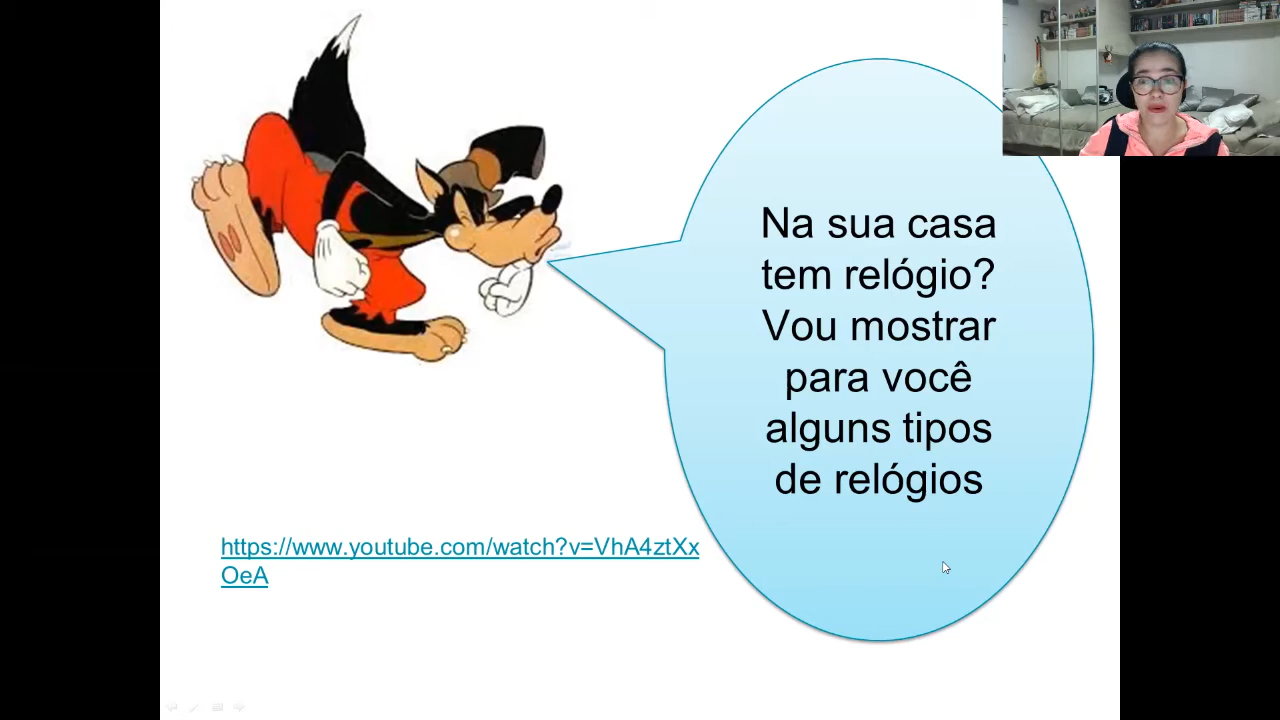 Na sua casa
tem relógio?
Vou mostrar
para você
alguns tipos
de relógios
https://www.youtube.com/watch?v=VhA4ztXx
OeA